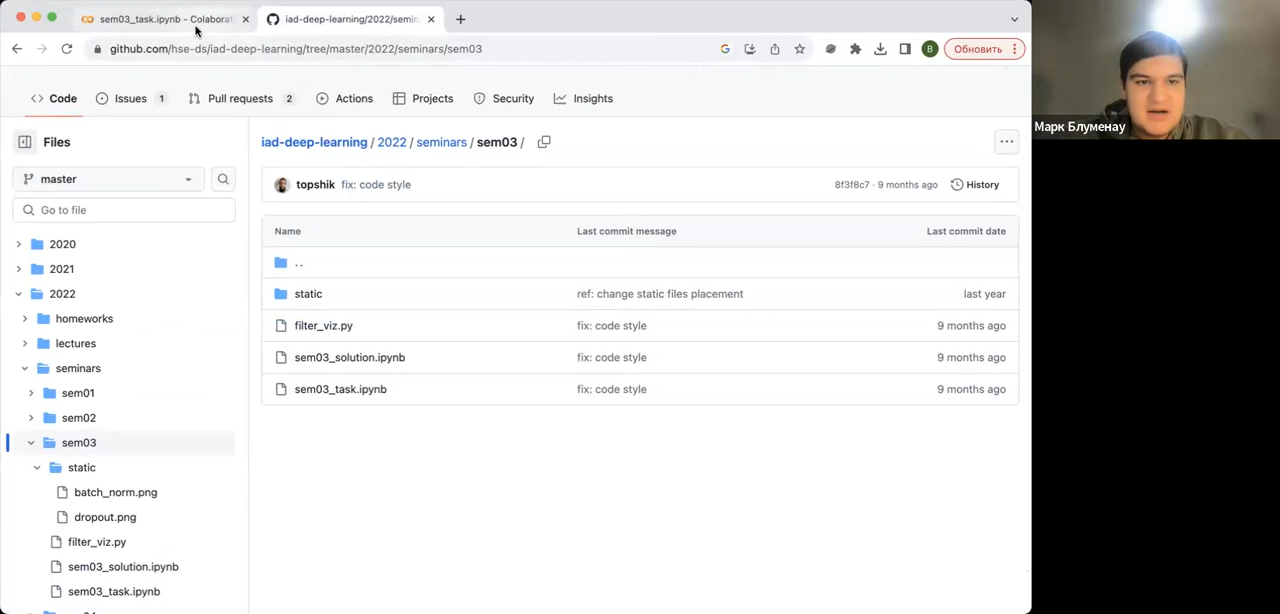 sem03_task.ipynb - Colaborat
iad-deep-learning/2022/semin
github.com/hse-ds/iad-deep-learning/tree/master/2022/seminars/sem03
B
Обновить
Марк Блуменау
Code
Issues 1
Pull requests 2
Actions
Projects
Security
Insights
Files
master
Go to file
2020
2021
2022
homeworks
lectures
seminars
sem01
sem02
sem03
static
batch_norm.png
dropout.png
filter_viz.py
sem03_solution.ipynb
sem03_task.ipynb
iad-deep-learning / 2022 / seminars / sem03 /
topshik fix: code style 8f3f8c7 · 9 months ago History
Name Last commit message Last commit date
..
static ref: change static files placement last year
filter_viz.py fix: code style 9 months ago
sem03_solution.ipynb fix: code style 9 months ago
sem03_task.ipynb fix: code style 9 months ago